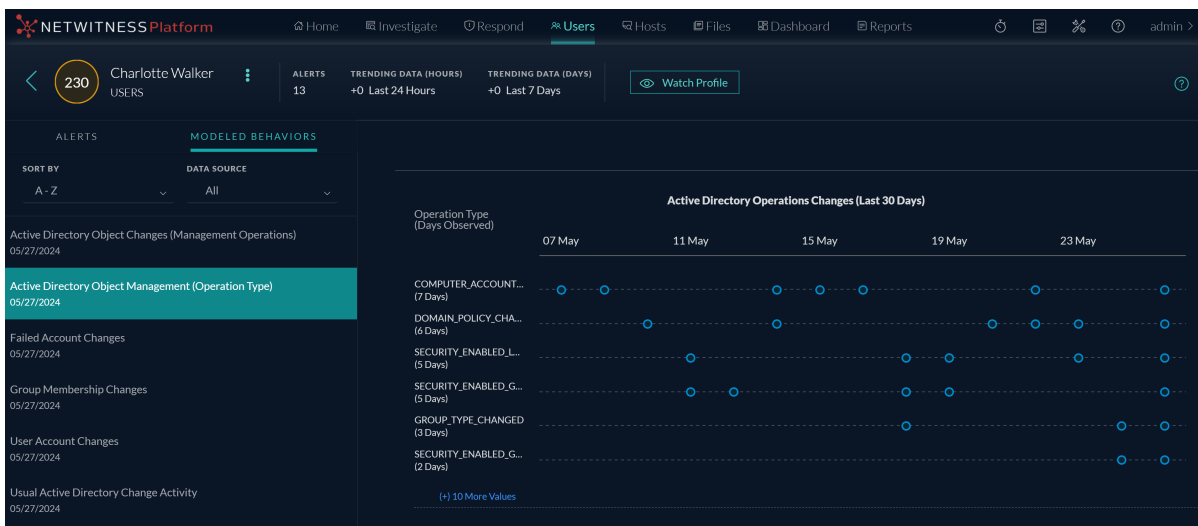 NETWITNESS Platform
Home
Investigate
Respond
Users
Hosts
Files
Dashboard
Reports
admin >
230
Charlotte Walker
USERS
ALERTS
13
TRENDING DATA (HOURS)
+0 Last 24 Hours
TRENDING DATA (DAYS)
+0 Last 7 Days
Watch Profile
ALERTS
MODELED BEHAVIORS
SORT BY
A - Z
DATA SOURCE
All
Active Directory Object Changes (Management Operations)
05/27/2024
Active Directory Object Management (Operation Type)
05/27/2024
Failed Account Changes
05/27/2024
Group Membership Changes
05/27/2024
User Account Changes
05/27/2024
Usual Active Directory Change Activity
05/27/2024
Active Directory Operations Changes (Last 30 Days)
Operation Type
(Days Observed)
07 May
11 May
15 May
19 May
23 May
COMPUTER_ACCOUNT...
(7 Days)
DOMAIN_POLICY_CHA...
(6 Days)
SECURITY_ENABLED_L...
(5 Days)
SECURITY_ENABLED_G...
(5 Days)
GROUP_TYPE_CHANGED
(3 Days)
SECURITY_ENABLED_G...
(2 Days)
(+) 10 More Values